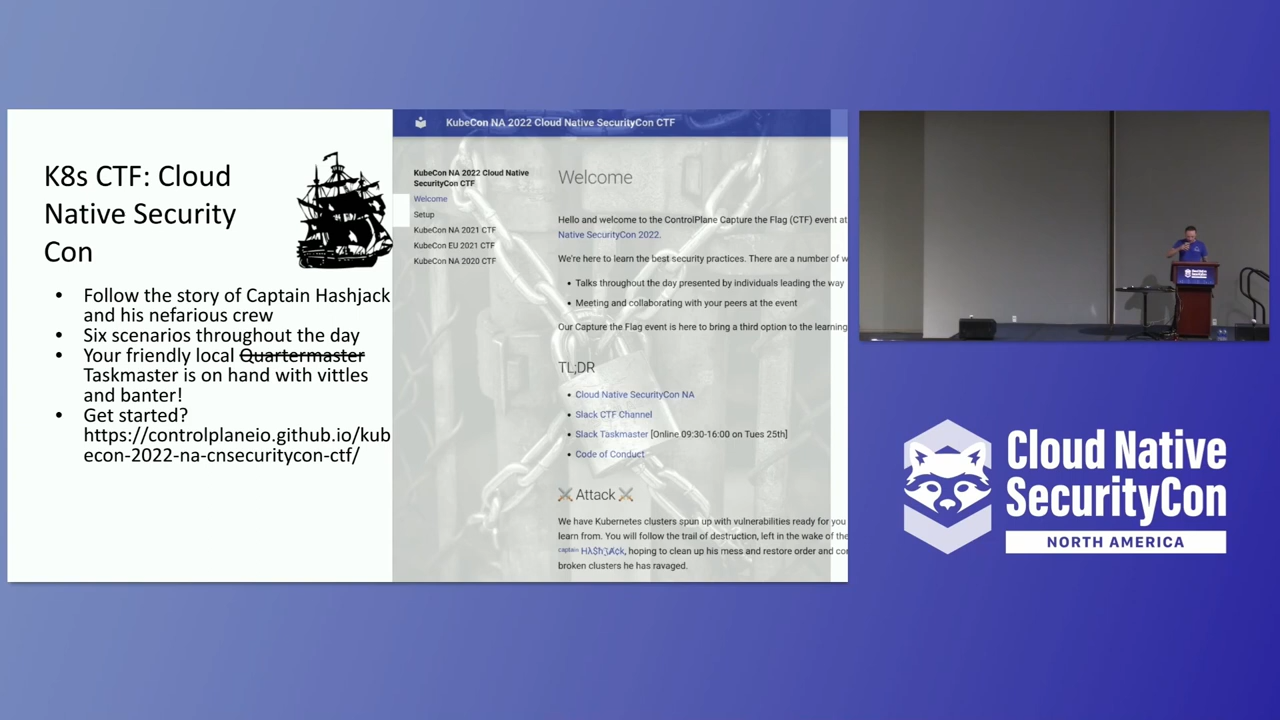 K8s CTF: Cloud
Native Security
Con
• Follow the story of Captain Hashjack
and his nefarious crew
• Six scenarios throughout the day
• Your friendly local Quartermaster
Taskmaster is on hand with vittles
and banter!
• Get started?
https://controlplaneio.github.io/kub
econ-2022-na-cnsecuritycon-ctf/
KubeCon NA 2022 Cloud Native SecurityCon CTF
KubeCon NA 2022 Cloud Native
SecurityCon CTF
Welcome
Setup
KubeCon NA 2021 CTF
KubeCon EU 2021 CTF
KubeCon NA 2020 CTF
Welcome
Hello and welcome to the ControlPlane Capture the Flag (CTF) event at
Native SecurityCon 2022.
We're here to learn the best security practices. There are a number of w
• Talks throughout the day presented by individuals leading the way
• Meeting and collaborating with your peers at the event
Our Capture the Flag event is here to bring a third option to the learning
TL;DR
• Cloud Native SecurityCon NA
• Slack CTF Channel
• Slack Taskmaster [Online 09:30-16:00 on Tues 25th]
• Code of Conduct
⚔ Attack ⚔
We have Kubernetes clusters spun up with vulnerabilities ready for you
learn from. You will follow the trail of destruction, left in the wake of the
captain, hoping to clean up his mess and restore order and cor
broken clusters he has ravaged.
Cloud Native
SecurityCon
NORTH AMERICA